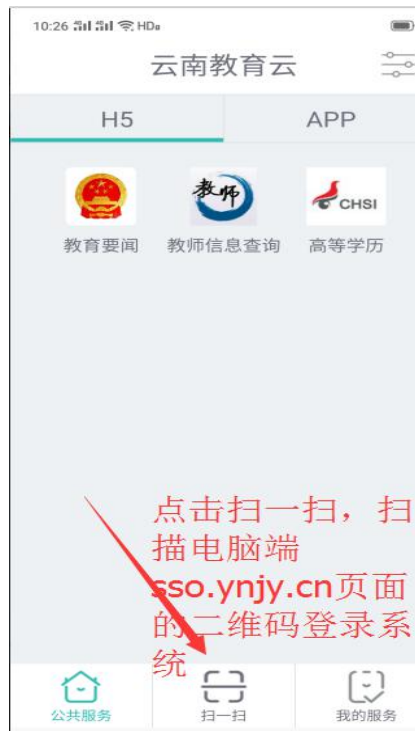 10:26 HD
云南教育云
H5 APP
教师 CHSI
教育要闻 教师信息查询 高等学历
点击扫一扫，扫
描电脑端
sso.ynjy.cn页面
的二维码登录系
统
公共服务 扫一扫 我的服务